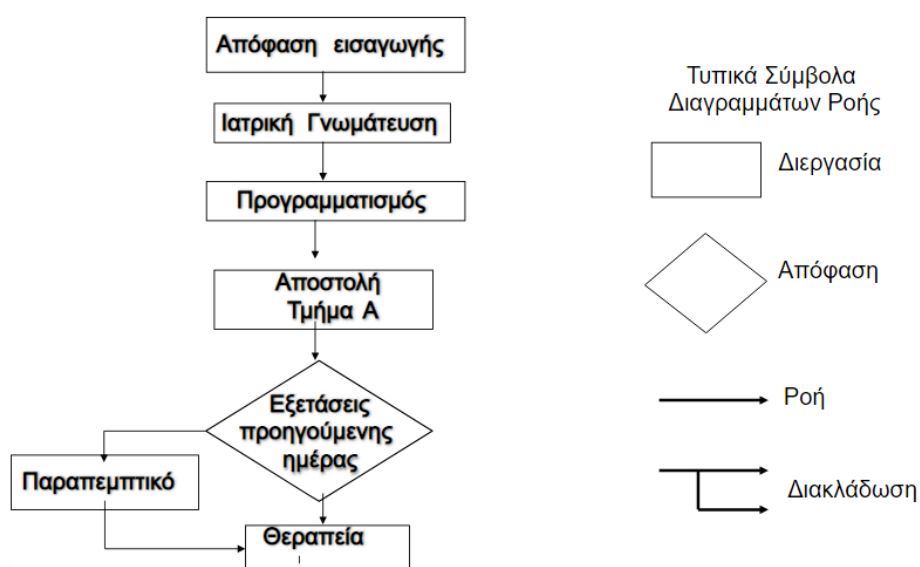 Απόφαση εισαγωγής
Ιατρική Γνωμάτευση
Προγραμματισμός
Αποστολή
Τμήμα Α
Εξετάσεις
προηγούμενης
ημέρας
Παραπεμπτικό
Θεραπεία
Τυπικά Σύμβολα
Διαγραμμάτων Ροής
Διεργασία
Απόφαση
Ροή
Διακλάδωση